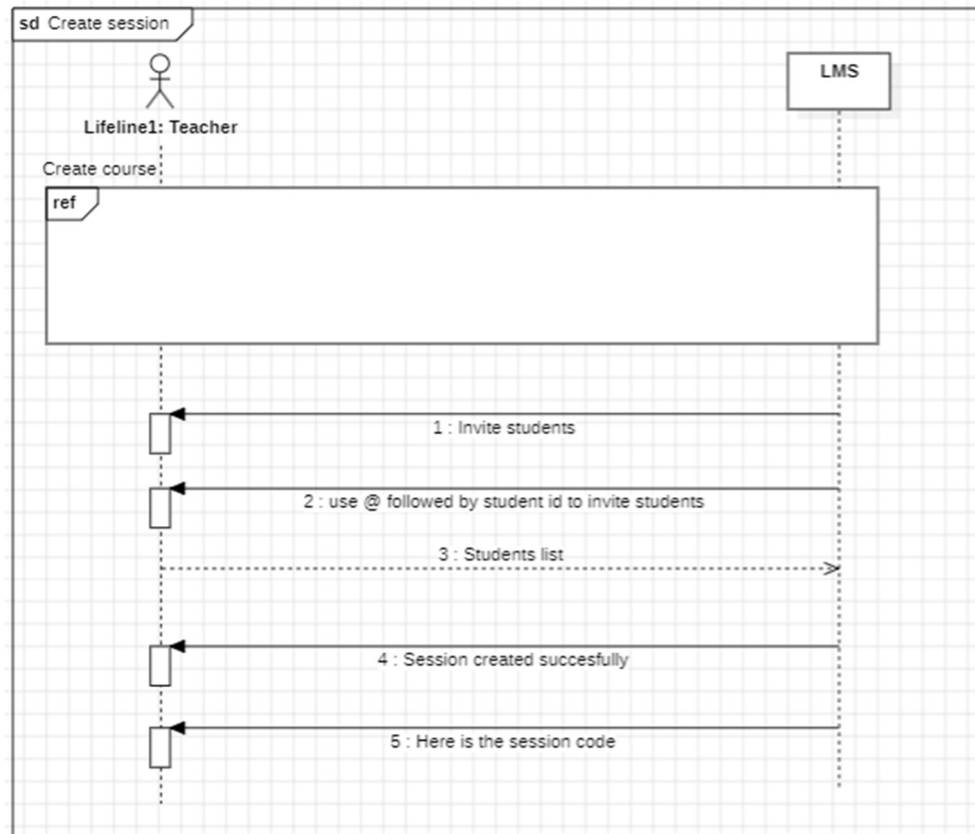 sd Create session
LMS
Lifeline1: Teacher
Create course
ref
1 : Invite students
2 : use @ followed by student id to invite students
3 : Students list
4 : Session created succesfully
5 : Here is the session code